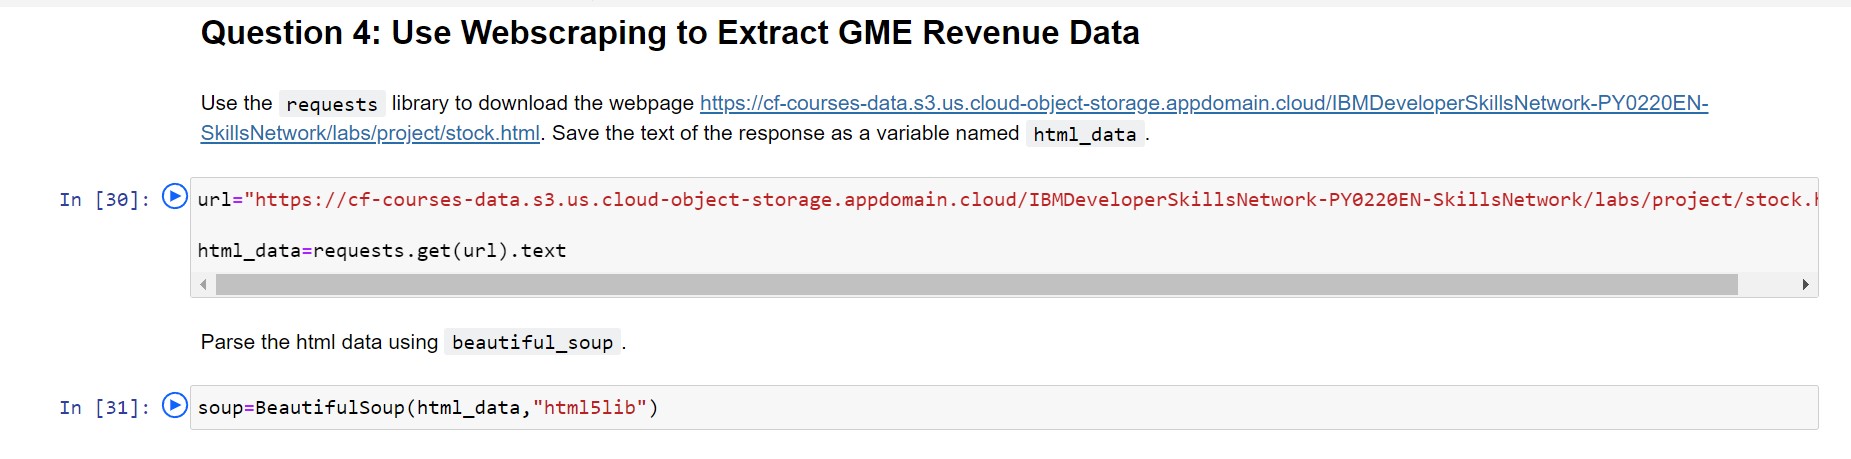 Question 4: Use Webscraping to Extract GME Revenue Data
Use the requests library to download the webpage https://cf-courses-data.s3.us.cloud-object-storage.appdomain.cloud/IBMDeveloperSkillsNetwork-PY0220EN-
SkillsNetwork/labs/project/stock.html. Save the text of the response as a variable named html_data.
In [30]: url="https://cf-courses-data.s3.us.cloud-object-storage.appdomain.cloud/IBMDeveloperSkillsNetwork-PY0220EN-SkillsNetwork/labs/project/stock.h
html_data=requests.get(url).text
Parse the html data using beautiful_soup.
In [31]: soup=BeautifulSoup(html_data,"html5lib")